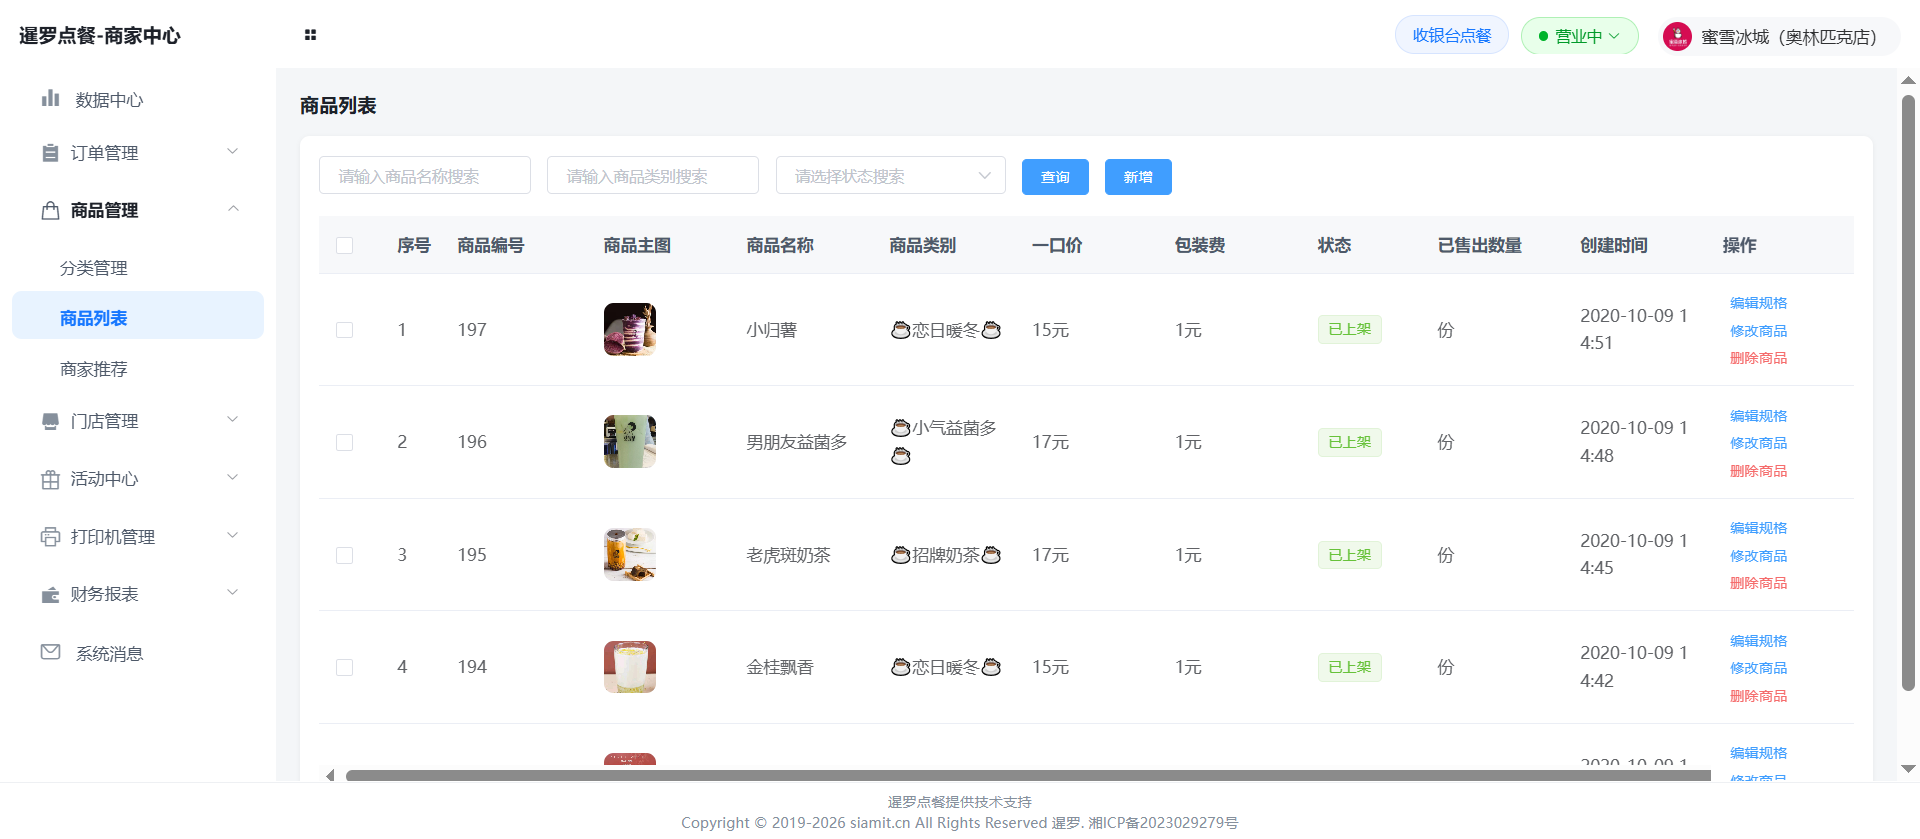 暹罗点餐-商家中心
收银台点餐
营业中
蜜雪冰城（奥林匹克店）
数据中心
订单管理
商品管理
分类管理
商品列表
商家推荐
门店管理
活动中心
打印机管理
财务报表
系统消息
商品列表
请输入商品名称搜索 请输入商品类别搜索 请选择状态搜索 查询 新增
序号 商品编号 商品主图 商品名称 商品类别 一口价 包装费 状态 已售出数量 创建时间 操作
1 197 小归薯 ☕恋日暖冬☕ 15元 1元 已上架 份 2020-10-09 1
4:51
编辑规格
修改商品
删除商品
2 196 男朋友益菌多 ☕小气益菌多
☕ 17元 1元 已上架 份 2020-10-09 1
4:48
编辑规格
修改商品
删除商品
3 195 老虎斑奶茶 ☕招牌奶茶☕ 17元 1元 已上架 份 2020-10-09 1
4:45
编辑规格
修改商品
删除商品
4 194 金桂飘香 ☕恋日暖冬☕ 15元 1元 已上架 份 2020-10-09 1
4:42
编辑规格
修改商品
删除商品
2020-10-09 1
编辑规格
修改商品
暹罗点餐提供技术支持
Copyright © 2019-2026 siamit.cn All Rights Reserved 暹罗. 湘ICP备2023029279号